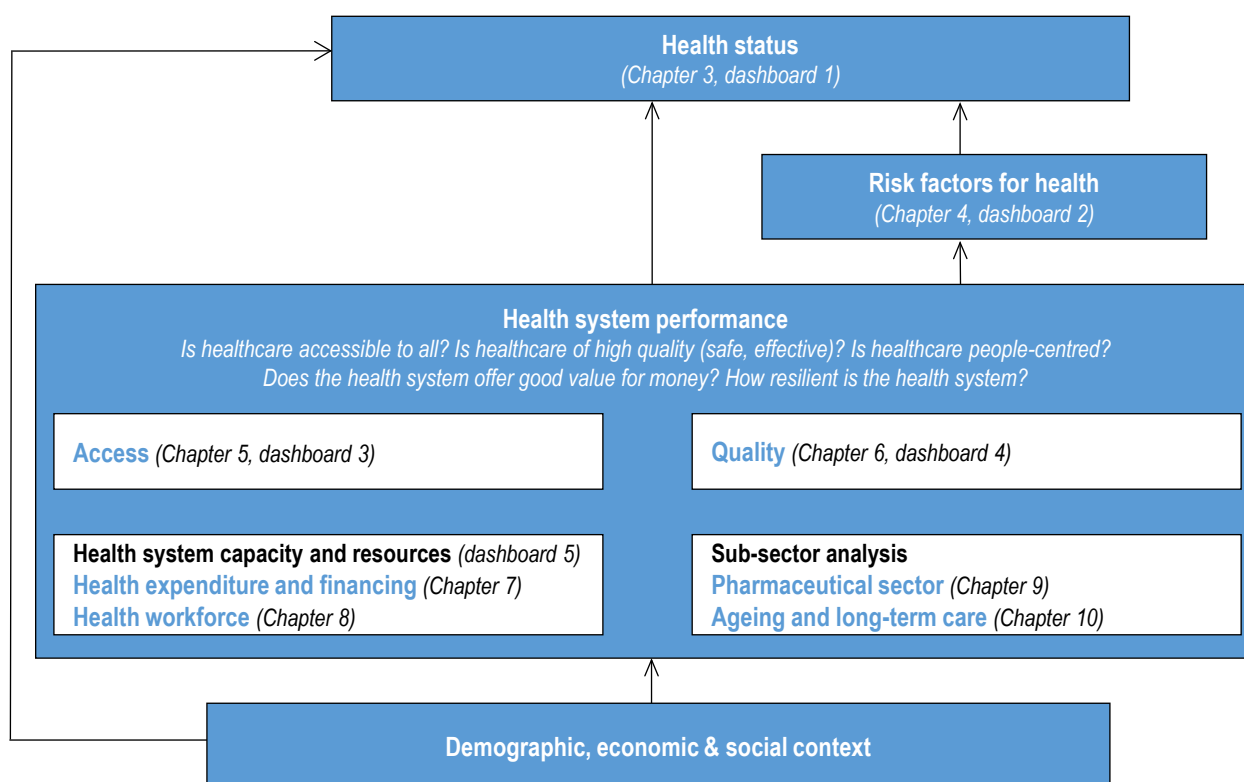 Health status
(Chapter 3, dashboard 1)
Risk factors for health
(Chapter 4, dashboard 2)
Health system performance
Is healthcare accessible to all? Is healthcare of high quality (safe, effective)? Is healthcare people-centred?
Does the health system offer good value for money? How resilient is the health system?
Access (Chapter 5, dashboard 3)
Quality (Chapter 6, dashboard 4)
Health system capacity and resources (dashboard 5)
Health expenditure and financing (Chapter 7)
Health workforce (Chapter 8)
Sub-sector analysis
Pharmaceutical sector (Chapter 9)
Ageing and long-term care (Chapter 10)
Demographic, economic & social context